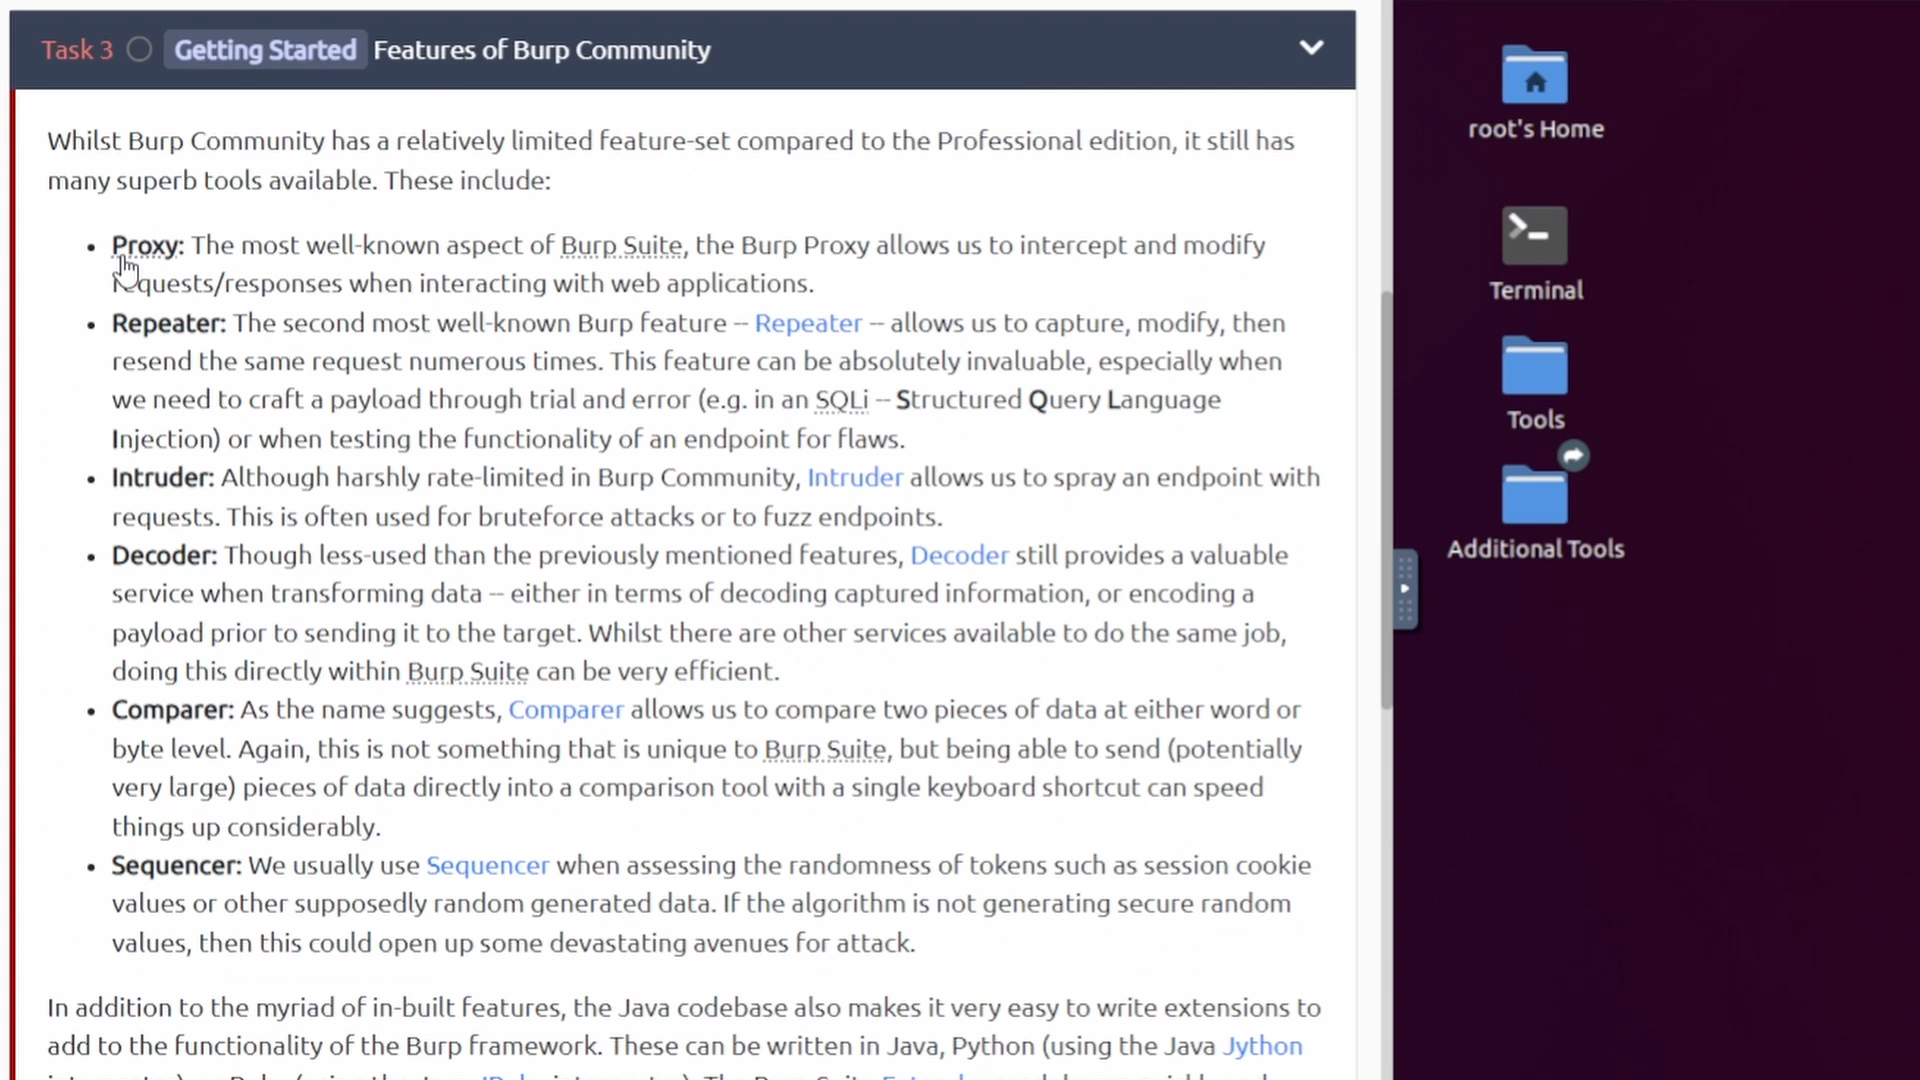 Task 3 Getting Started Features of Burp Community
Whilst Burp Community has a relatively limited feature-set compared to the Professional edition, it still has
many superb tools available. These include:
Proxy: The most well-known aspect of Burp Suite, the Burp Proxy allows us to intercept and modify
requests/responses when interacting with web applications.
Repeater: The second most well-known Burp feature -- Repeater -- allows us to capture, modify, then
resend the same request numerous times. This feature can be absolutely invaluable, especially when
we need to craft a payload through trial and error (e.g. in an SQLi -- Structured Query Language
Injection) or when testing the functionality of an endpoint for flaws.
Intruder: Although harshly rate-limited in Burp Community, Intruder allows us to spray an endpoint with
requests. This is often used for bruteforce attacks or to fuzz endpoints.
Decoder: Though less-used than the previously mentioned features, Decoder still provides a valuable
service when transforming data -- either in terms of decoding captured information, or encoding a
payload prior to sending it to the target. Whilst there are other services available to do the same job,
doing this directly within Burp Suite can be very efficient.
Comparer: As the name suggests, Comparer allows us to compare two pieces of data at either word or
byte level. Again, this is not something that is unique to Burp Suite, but being able to send (potentially
very large) pieces of data directly into a comparison tool with a single keyboard shortcut can speed
things up considerably.
Sequencer: We usually use Sequencer when assessing the randomness of tokens such as session cookie
values or other supposedly random generated data. If the algorithm is not generating secure random
values, then this could open up some devastating avenues for attack.
In addition to the myriad of in-built features, the Java codebase also makes it very easy to write extensions to
add to the functionality of the Burp framework. These can be written in Java, Python (using the Java Jython
root's Home
Terminal
Tools
Additional Tools